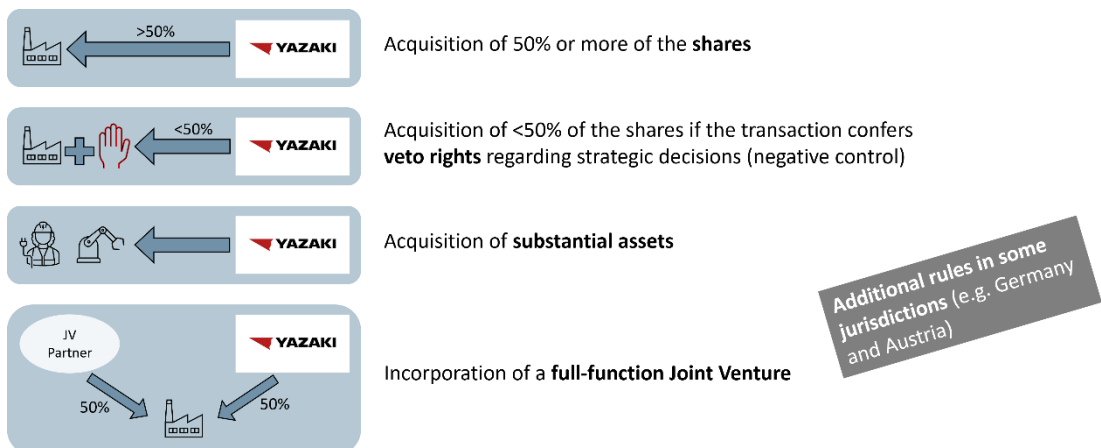 >50%
YAZAKI
Acquisition of 50% or more of the shares
<50%
YAZAKI
Acquisition of <50% of the shares if the transaction confers
veto rights regarding strategic decisions (negative control)
YAZAKI
Acquisition of substantial assets
Additional rules in some
jurisdictions (e.g. Germany
and Austria)
JV
Partner
YAZAKI
50%
50%
Incorporation of a full-function Joint Venture